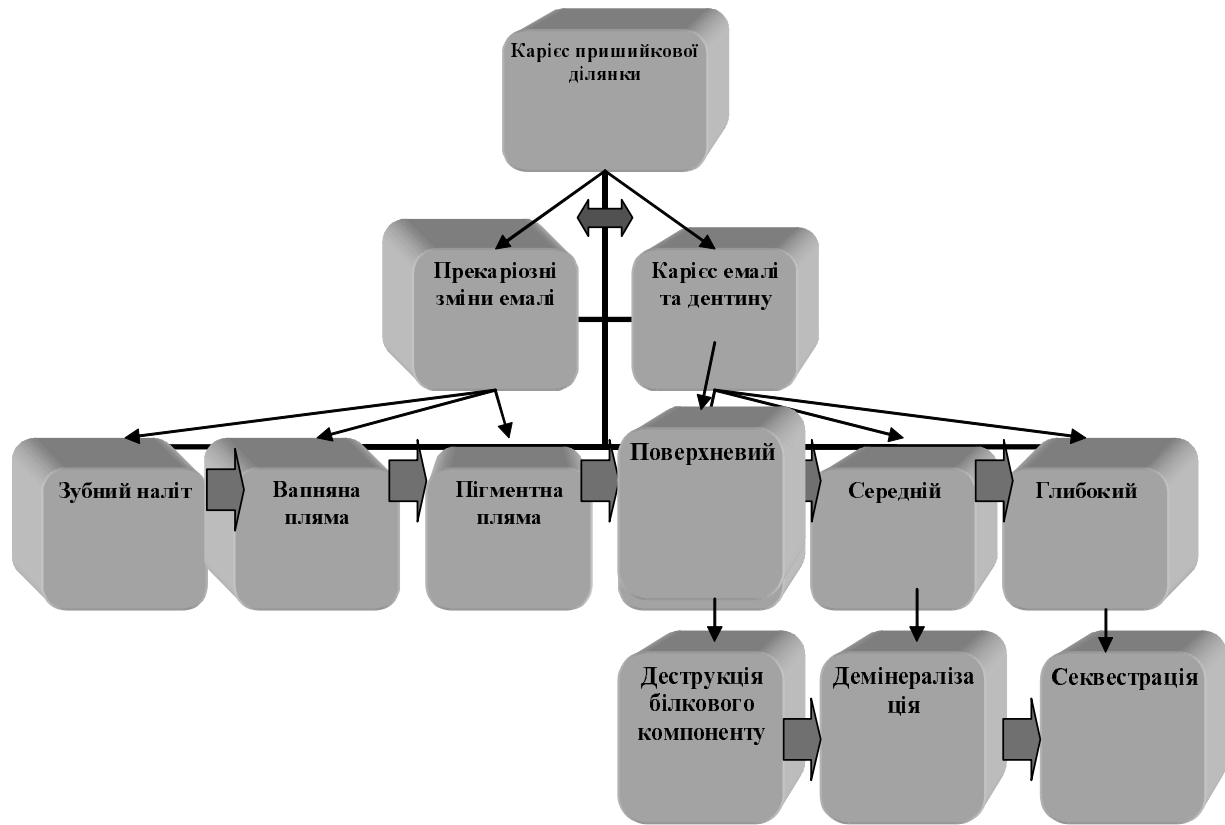 Карієс пришийкової
ділянки
Прекаріозні
зміни емалі
Карієс емалі
та дентину
Зубний наліт
Вапняна
пляма
Пігментна
пляма
Поверхневий
Середній
Глибокий
Деструкція
білкового
компоненту
Демінераліза
ція
Секвестрація